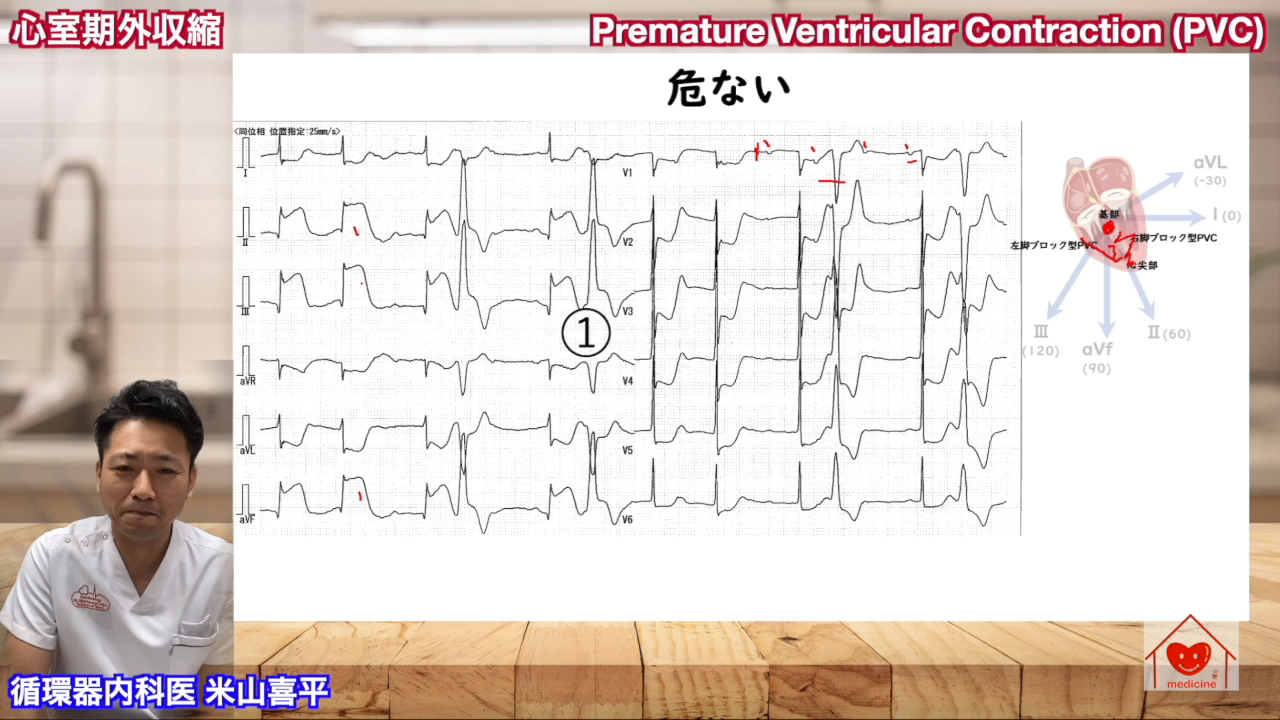 心室期外収縮
Premature Ventricular Contraction (PVC)
危ない
<同位相 位置指定:25mm/s>
I
II
III
aVR
aVL
aVF
V1
V2
V3
V4
V5
V6
①
aVL
(-30)
I (0)
基部
左脚ブロック型PVC
右脚ブロック型PVC
心尖部
III
(120)
aVf
(90)
II (60)
循環器内科医 米山喜平
medicine